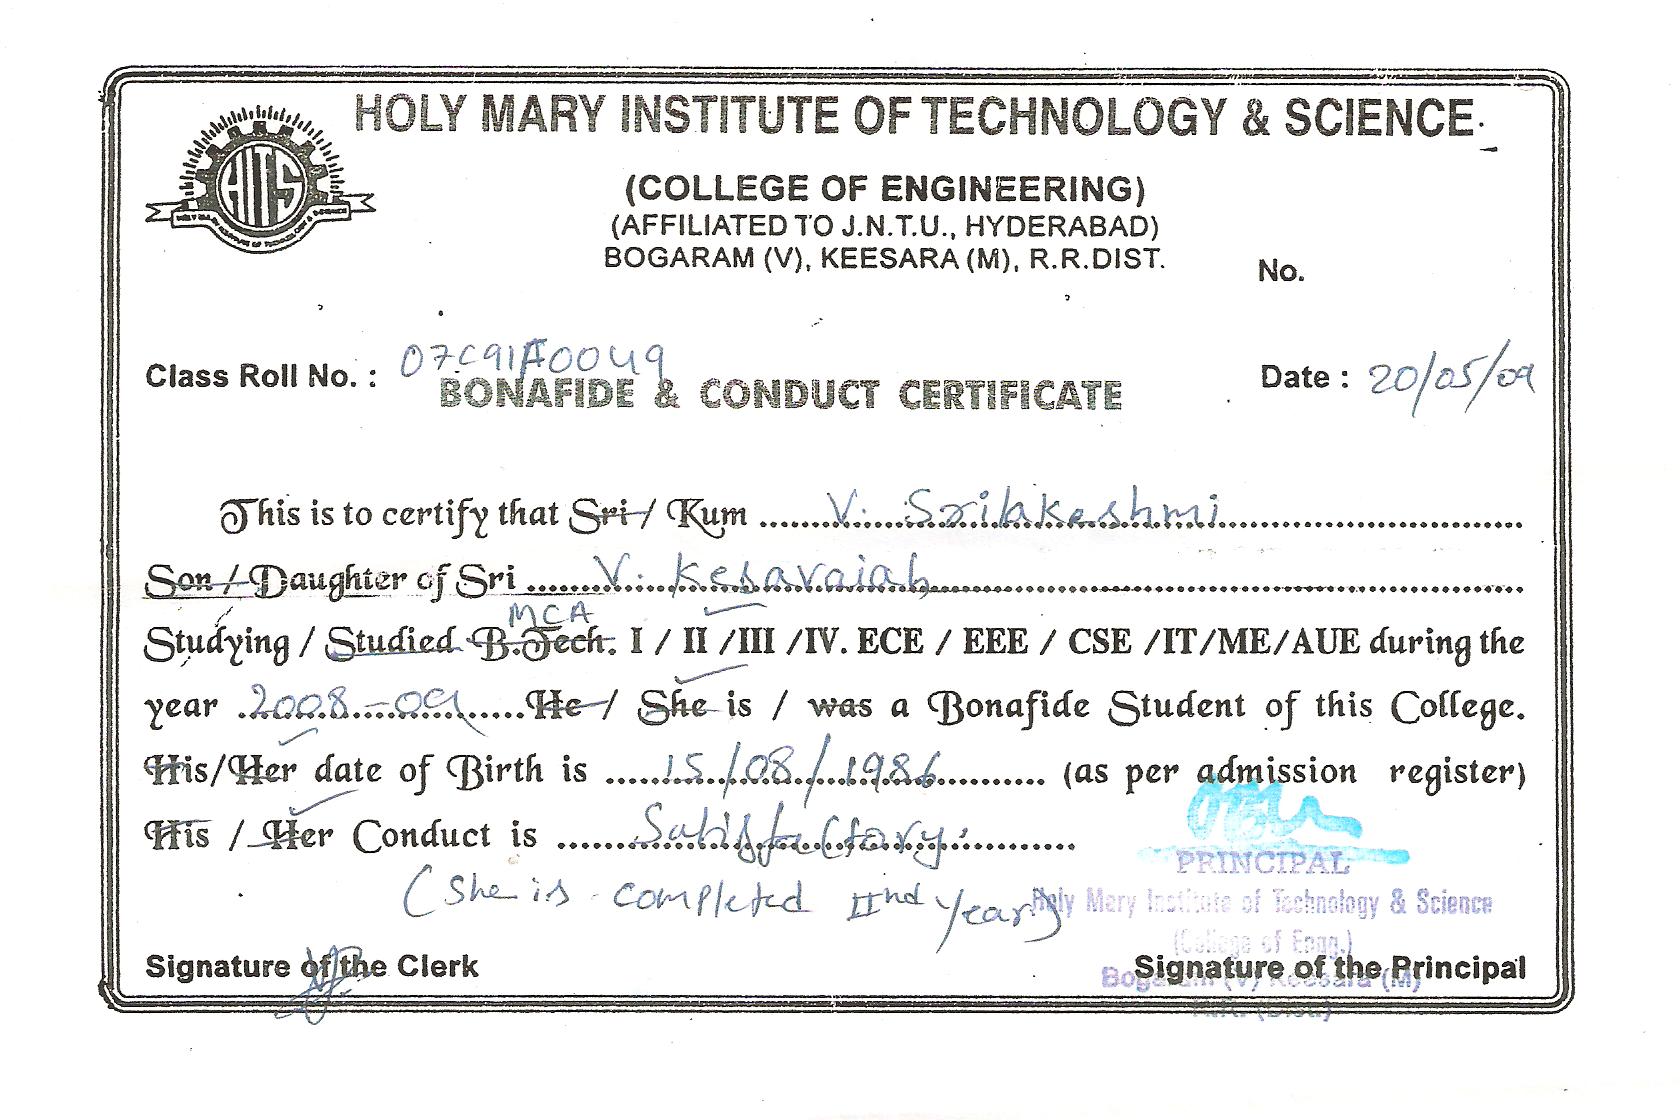 HOLY MARY INSTITUTE OF TECHNOLOGY & SCIENCE
HITS
(COLLEGE OF ENGINEERING)
(AFFILIATED TO J.N.T.U., HYDERABAD)
BOGARAM (V), KEESARA (M), R.R.DIST.
No.
Class Roll No. : 07C91F0049
Date : 20/05/09
BONAFIDE & CONDUCT CERTIFICATE
This is to certify that Sri / Kum V. Srilakeshmi
Son / Daughter of Sri V. Kesavaiah
MCA
Studying / Studied B.Tech. I / II /III /IV. ECE / EEE / CSE /IT/ME/AUE during the
year 2008-09 He / She is / was a Bonafide Student of this College.
His/Her date of Birth is 15/08/1986 (as per admission register)
His / Her Conduct is Satisfactory.
PRINCIPAL
(She is completed IInd Year) Holy Mary Institute of Technology & Science
(College of Engg.)
Signature of the Clerk Signature of the Principal
Bogaram (V) Keesara (M)
R.R. (Dist.)